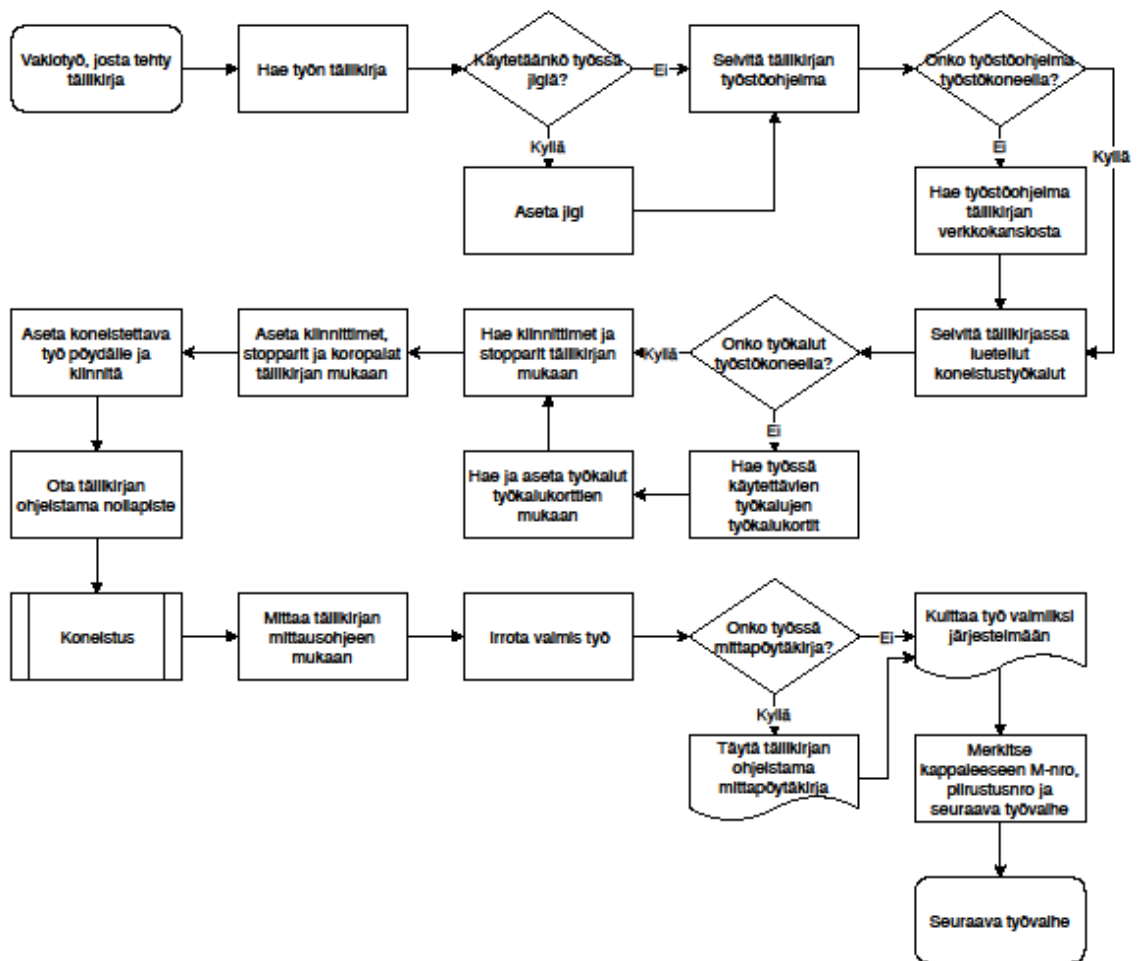 Vakiotyö, josta tehty
tällikirja
Hae työn tällikirja
Käytetäänkö työssä
jigiä?
Ei
Selvitä tällikirjan
työstöohjelma
Onko työstöohjelma
työstökoneella?
Kyllä
Aseta jigi
Ei
Kyllä
Hae työstöohjelma
tällikirjan
verkkokansiosta
Aseta koneistettava
työ pöydälle ja
kiinnitä
Aseta kiinnittimet,
stopparit ja koropalat
tällikirjan mukaan
Hae kiinnittimet ja
stopparit tällikirjan
mukaan
Kyllä
Onko työkalut
työstökoneella?
Selvitä tällikirjassa
luetellut
koneistustyökalut
Ei
Ota tällikirjan
ohjeistama nollapiste
Hae ja aseta työkalut
työkalukorttien
mukaan
Hae työssä
käytettävien
työkalujen
työkalukortit
Koneistus
Mittaa tällikirjan
mittausohjeen
mukaan
Irrota valmis työ
Onko työssä
mittapöytäkirja?
Ei
Kuittaa työ valmiiksi
järjestelmään
Kyllä
Täytä tällikirjan
ohjeistama
mittapöytäkirja
Merkitse
kappaleeseen M-nro,
piirustusnro ja
seuraava työvaihe
Seuraava työvaihe